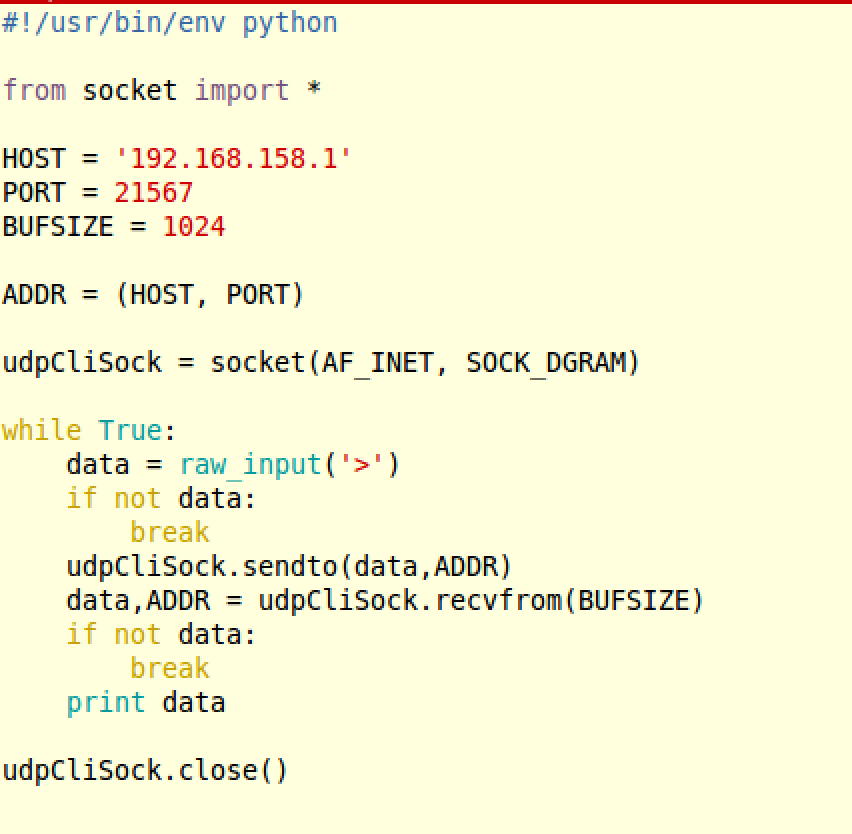 #!/usr/bin/env python
from socket import *
HOST = '192.168.158.1'
PORT = 21567
BUFSIZE = 1024
ADDR = (HOST, PORT)
udpCliSock = socket(AF_INET, SOCK_DGRAM)
while True:
    data = raw_input('>')
    if not data:
        break
    udpCliSock.sendto(data,ADDR)
    data,ADDR = udpCliSock.recvfrom(BUFSIZE)
    if not data:
        break
    print data
udpCliSock.close()